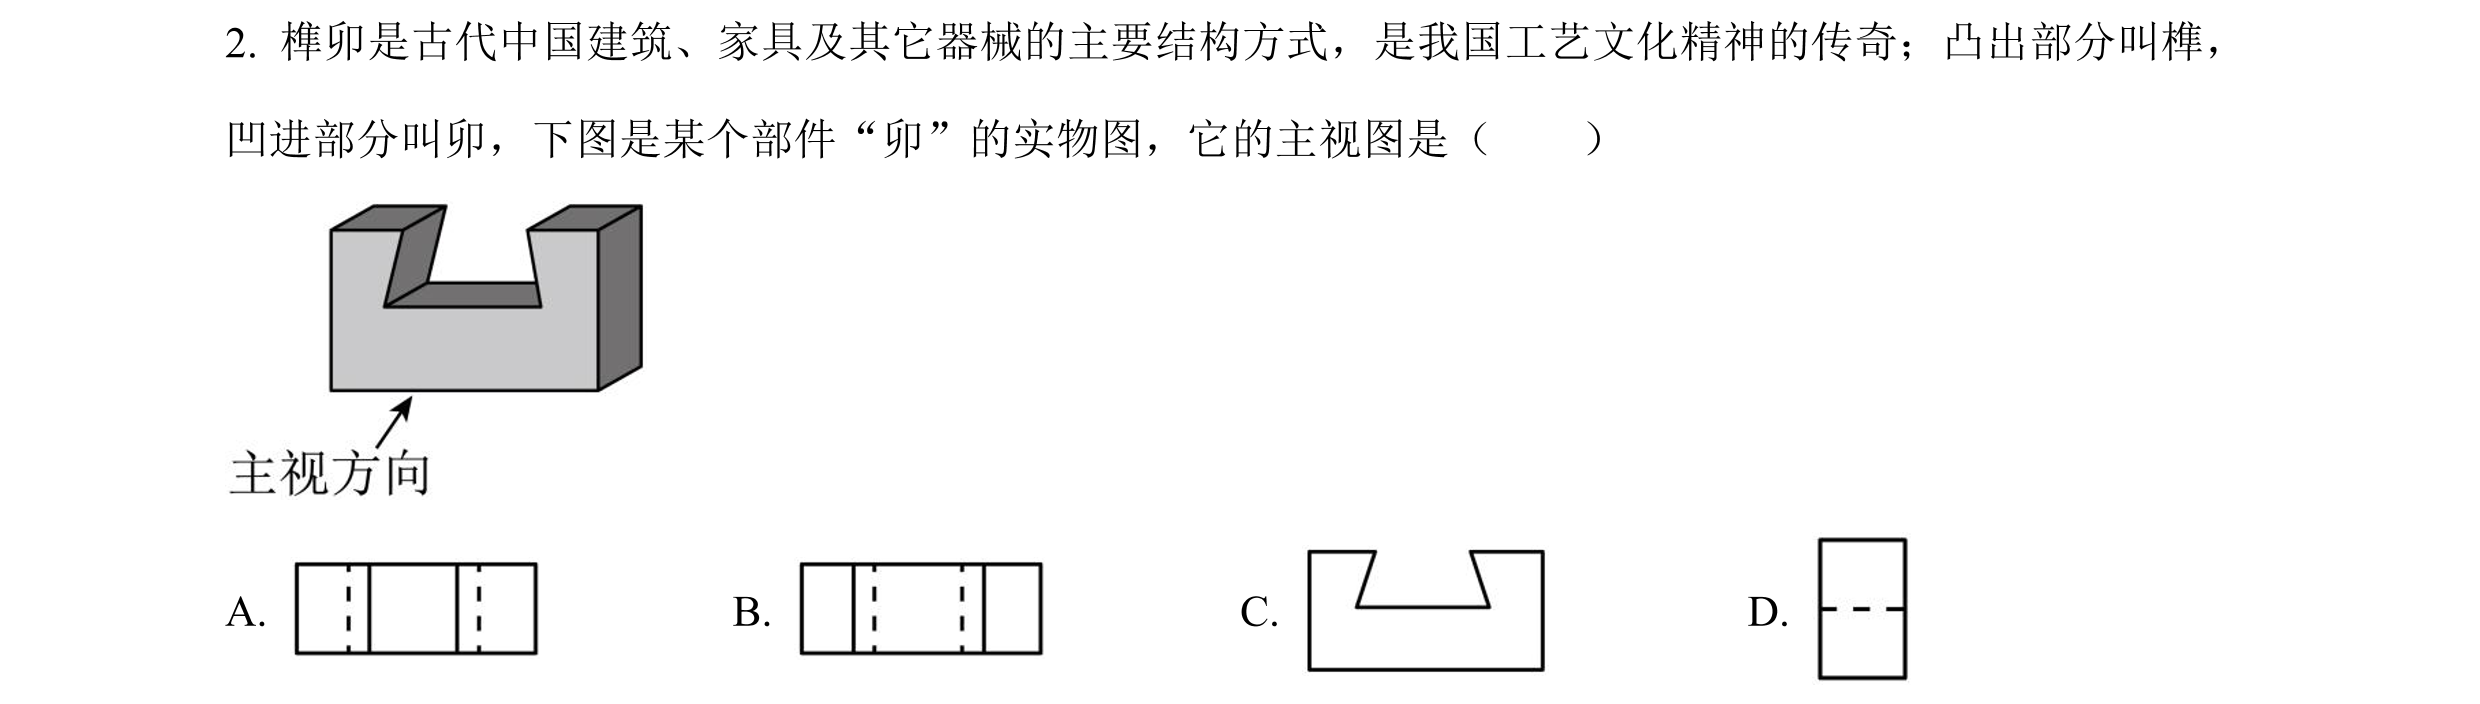 2. 榫卯是古代中国建筑、家具及其它器械的主要结构方式，是我国工艺文化精神的传奇；凸出部分叫榫，
凹进部分叫卯，下图是某个部件“卯”的实物图，它的主视图是（　　）
主视方向
A. B. C. D.